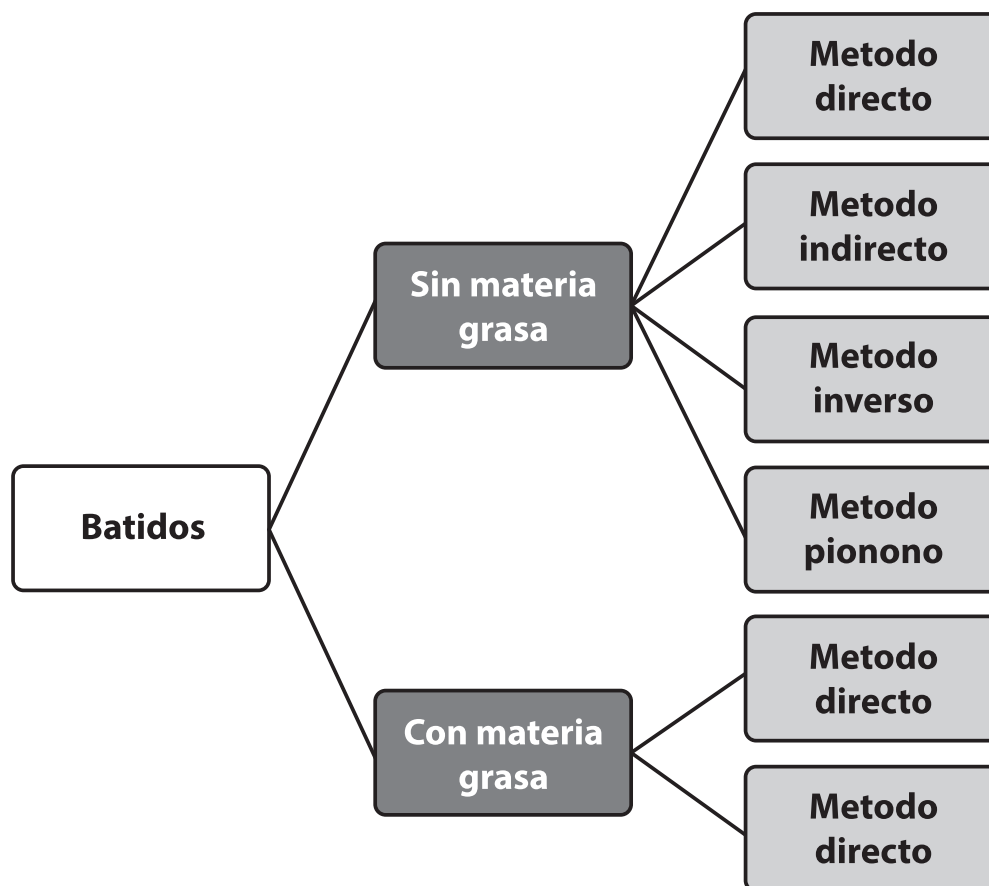 Metodo
directo
Metodo
indirecto
Sin materia
grasa
Metodo
inverso
Batidos
Metodo
pionono
Con materia
grasa
Metodo
directo
Metodo
directo